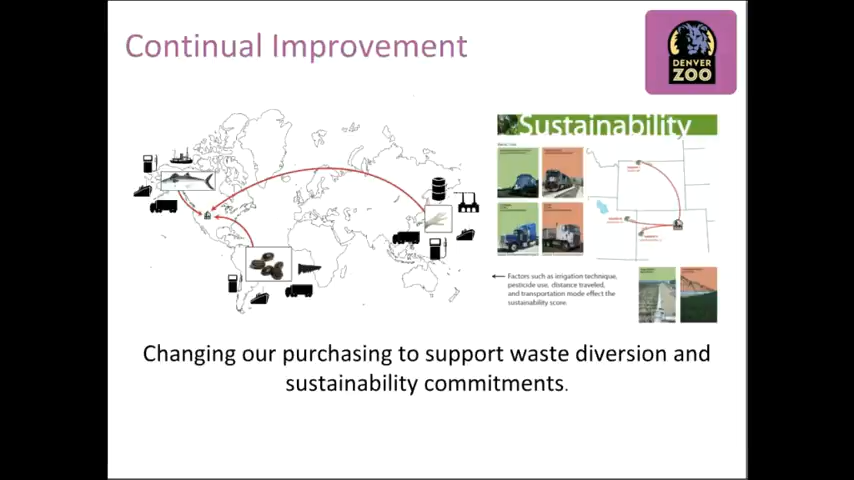 Continual Improvement
DENVER
ZOO
Sustainability
Factors such as irrigation technique,
pesticide use, distance traveled,
and transportation mode effect the
sustainability score.
Changing our purchasing to support waste diversion and
sustainability commitments.